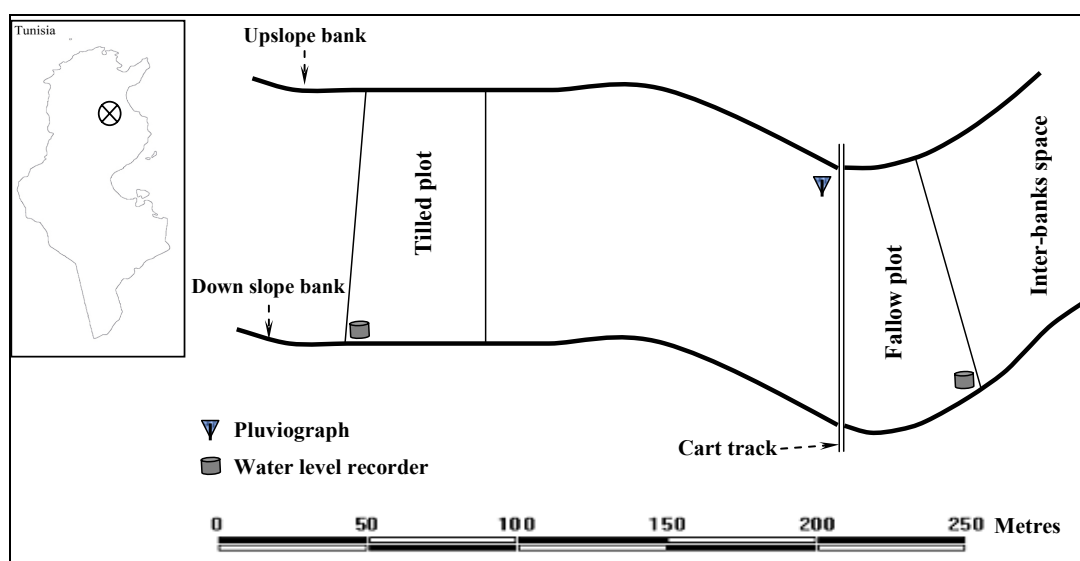 Tunisia
Upslope bank
Tilled plot
Down slope bank
Fallow plot
Inter-banks space
Cart track
Pluviograph
Water level recorder
0 50 100 150 200 250 Metres